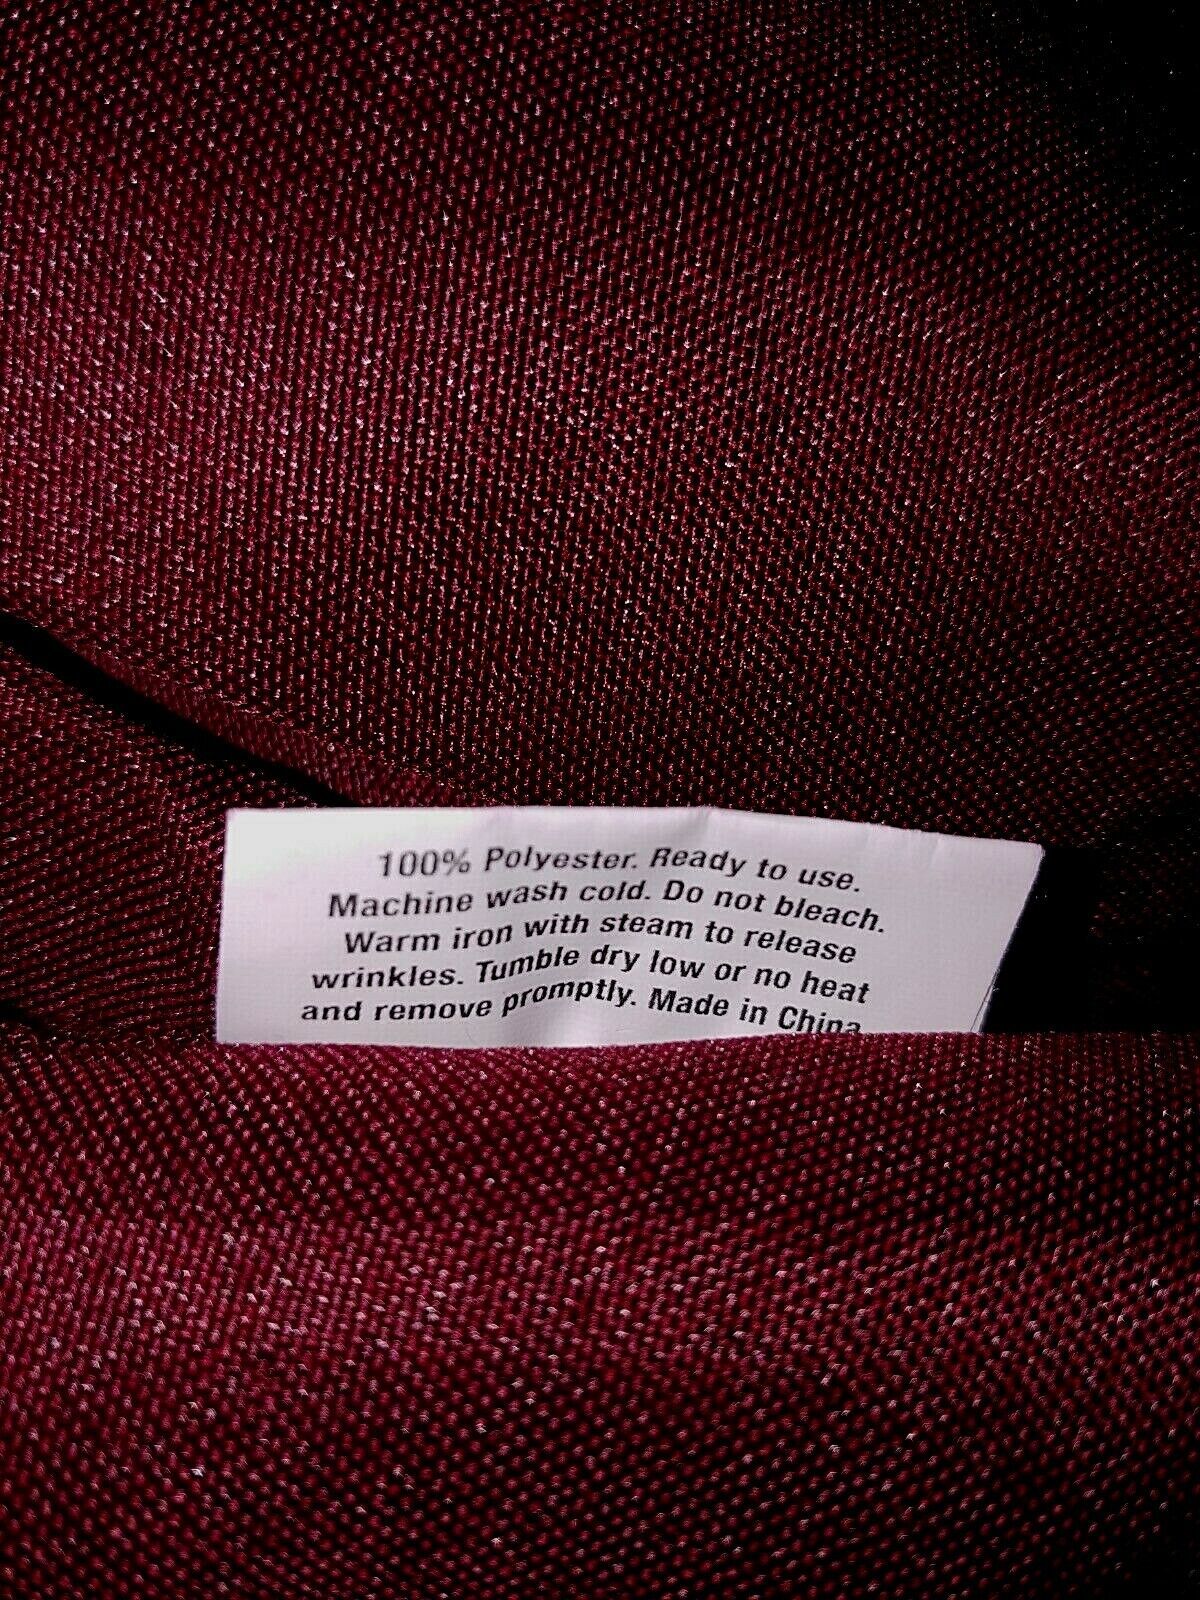 100% Polyester. Ready to use.
Machine wash cold. Do not bleach.
Warm iron with steam to release
wrinkles. Tumble dry low or no heat
and remove promptly. Made in China